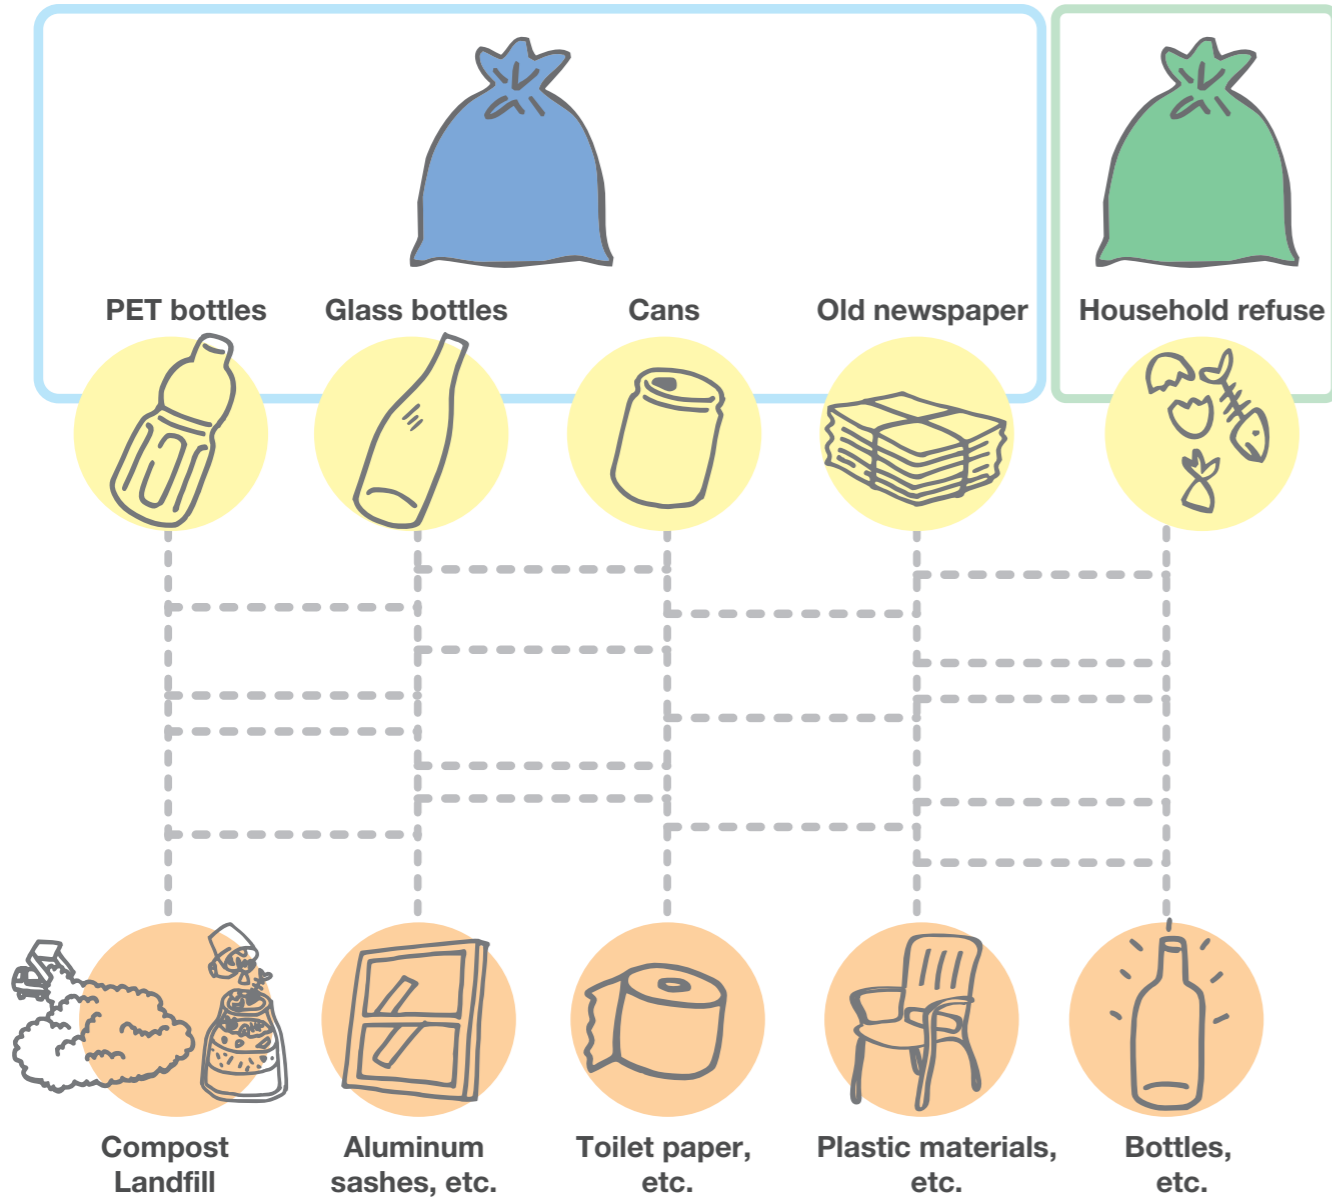 PET bottles
Glass bottles
Cans
Old newspaper
Household refuse
Compost
Landfill
Aluminum
sashes, etc.
Toilet paper,
etc.
Plastic materials,
etc.
Bottles,
etc.